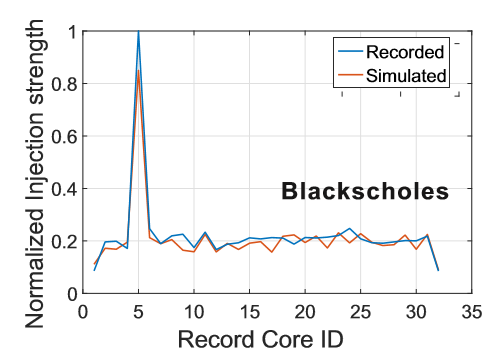 Normalized Injection strength
1
0.8
0.6
0.4
0.2
0
Recorded
Simulated
Blackscholes
0 5 10 15 20 25 30 35
Record Core ID